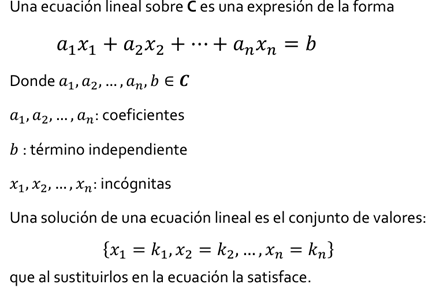 Una ecuación lineal sobre C es una expresión de la forma
a₁x₁ + a₂x₂ + ⋯ + aₙxₙ = b
Donde a₁, a₂, …, aₙ, b ∈ C
a₁, a₂, …, aₙ: coeficientes
b : término independiente
x₁, x₂, …, xₙ: incógnitas
Una solución de una ecuación lineal es el conjunto de valores:
{x₁ = k₁, x₂ = k₂, …, xₙ = kₙ}
que al sustituirlos en la ecuación la satisface.